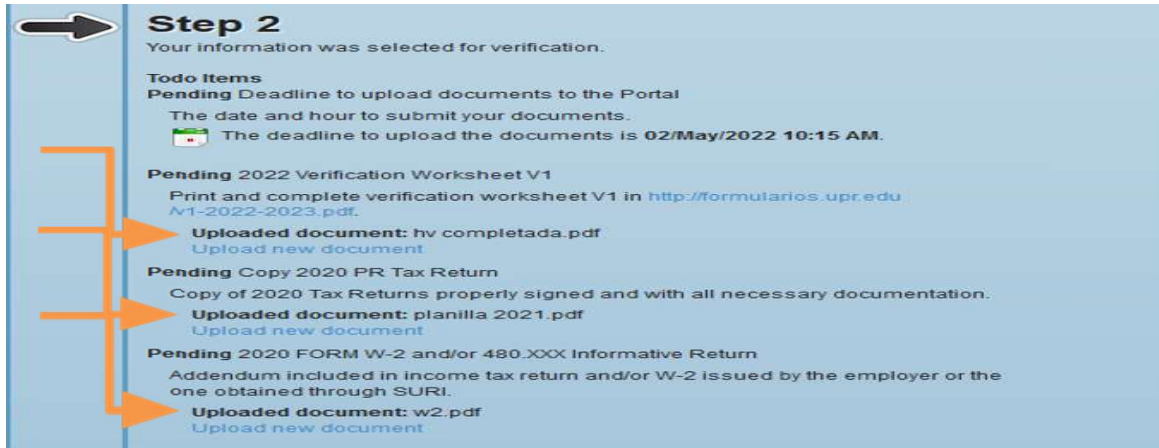 Step 2
Your information was selected for verification.
Todo Items
Pending Deadline to upload documents to the Portal
The date and hour to submit your documents.
The deadline to upload the documents is 02/May/2022 10:15 AM.
Pending 2022 Verification Worksheet V1
Print and complete verification worksheet V1 in http://formularios.upr.edu
/v1-2022-2023.pdf.
Uploaded document: hv completada.pdf
Upload new document
Pending Copy 2020 PR Tax Return
Copy of 2020 Tax Returns properly signed and with all necessary documentation.
Uploaded document: planilla 2021.pdf
Upload new document
Pending 2020 FORM W-2 and/or 480.XXX Informative Return
Addendum included in income tax return and/or W-2 issued by the employer or the
one obtained through SURI.
Uploaded document: w2.pdf
Upload new document